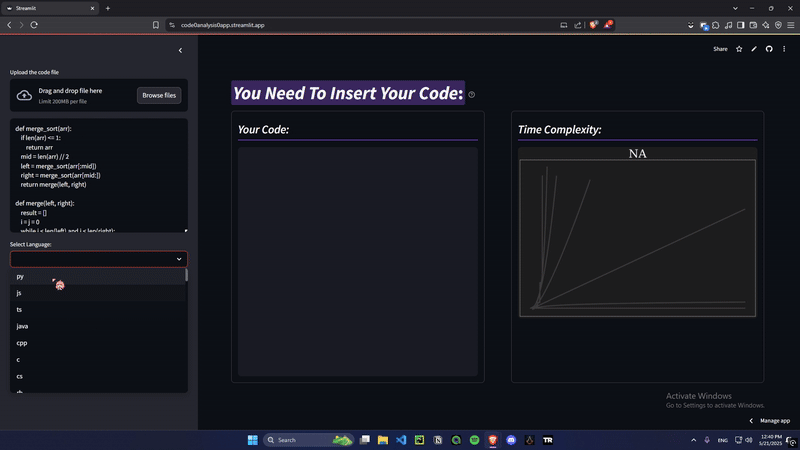 Streamlit
code0analysis0app.streamlit.app
Share
Upload the code file
Drag and drop file here
Limit 200MB per file
Browse files
def merge_sort(arr):
if len(arr) <= 1:
return arr
mid = len(arr) // 2
left = merge_sort(arr[:mid])
right = merge_sort(arr[mid:])
return merge(left, right)
def merge(left, right):
result = []
i = j = 0
while i < len(left) and j < len(right):
Select Language:
py
js
ts
java
cpp
c
cs
You Need To Insert Your Code:
Your Code:
Time Complexity:
NA
Activate Windows
Go to Settings to activate Windows.
Manage app
Search
TR
ENG
12:40 PM
5/21/2025